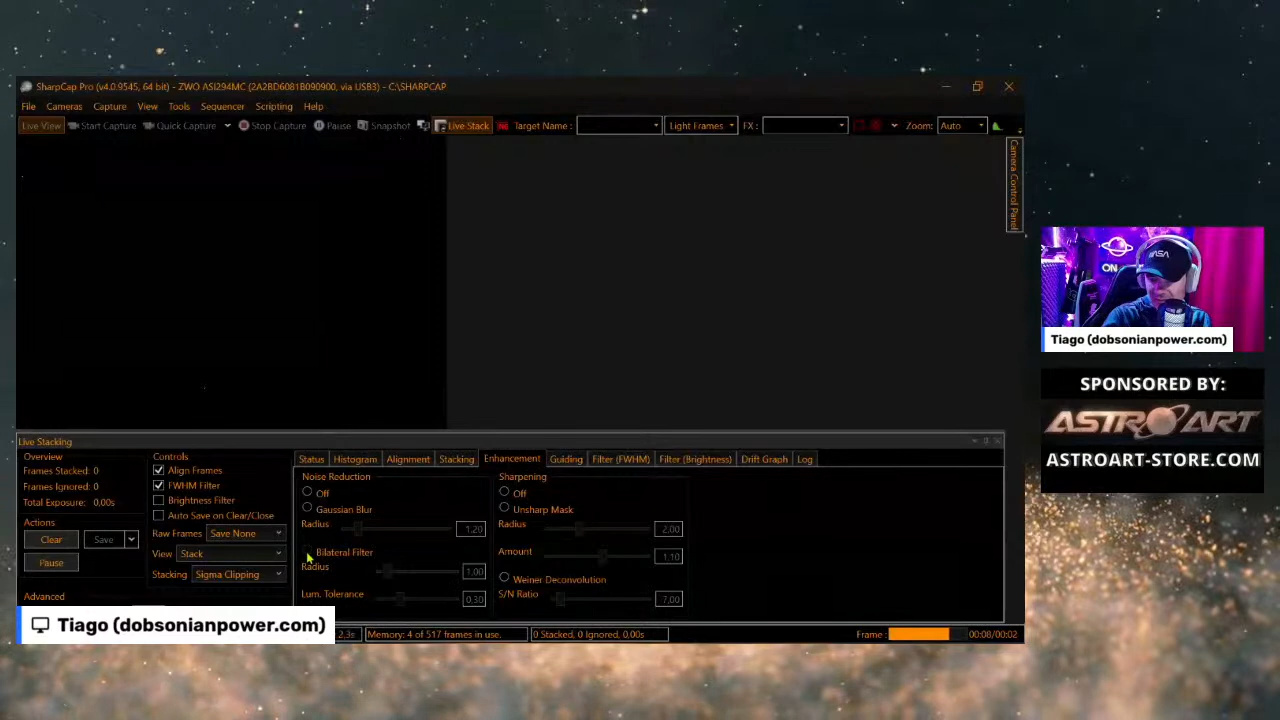 SharpCap Pro (v4.0.9545, 64 bit) - ZWO ASI294MC (2A2BD6081B090900, via USB3) - C:\SHARPCAP
File Cameras Capture View Tools Sequencer Scripting Help
Live View Start Capture Quick Capture Stop Capture Pause Snapshot Live Stack Target Name : Light Frames FX : Zoom: Auto
Camera Control Panel
ON NASA
Tiago (dobsonianpower.com)
SPONSORED BY:
ASTROART
ASTROART-STORE.COM
Live Stacking
Overview
Frames Stacked: 0
Frames Ignored: 0
Total Exposure: 0,00s
Actions
Clear Save
Pause
Advanced
Controls
Align Frames
FWHM Filter
Brightness Filter
Auto Save on Clear/Close
Raw Frames Save None
View Stack
Stacking Sigma Clipping
Status Histogram Alignment Stacking Enhancement Guiding Filter (FWHM) Filter (Brightness) Drift Graph Log
Noise Reduction
Off
Gaussian Blur
Radius 1.20
Bilateral Filter
Radius 1,00
Lum. Tolerance 0,30
Sharpening
Off
Unsharp Mask
Radius 2,00
Amount 1,10
Weiner Deconvolution
S/N Ratio 7,00
Tiago (dobsonianpower.com)
2,3s Memory: 4 of 517 frames in use. 0 Stacked, 0 Ignored, 0,00s Frame : 00:08/00:02